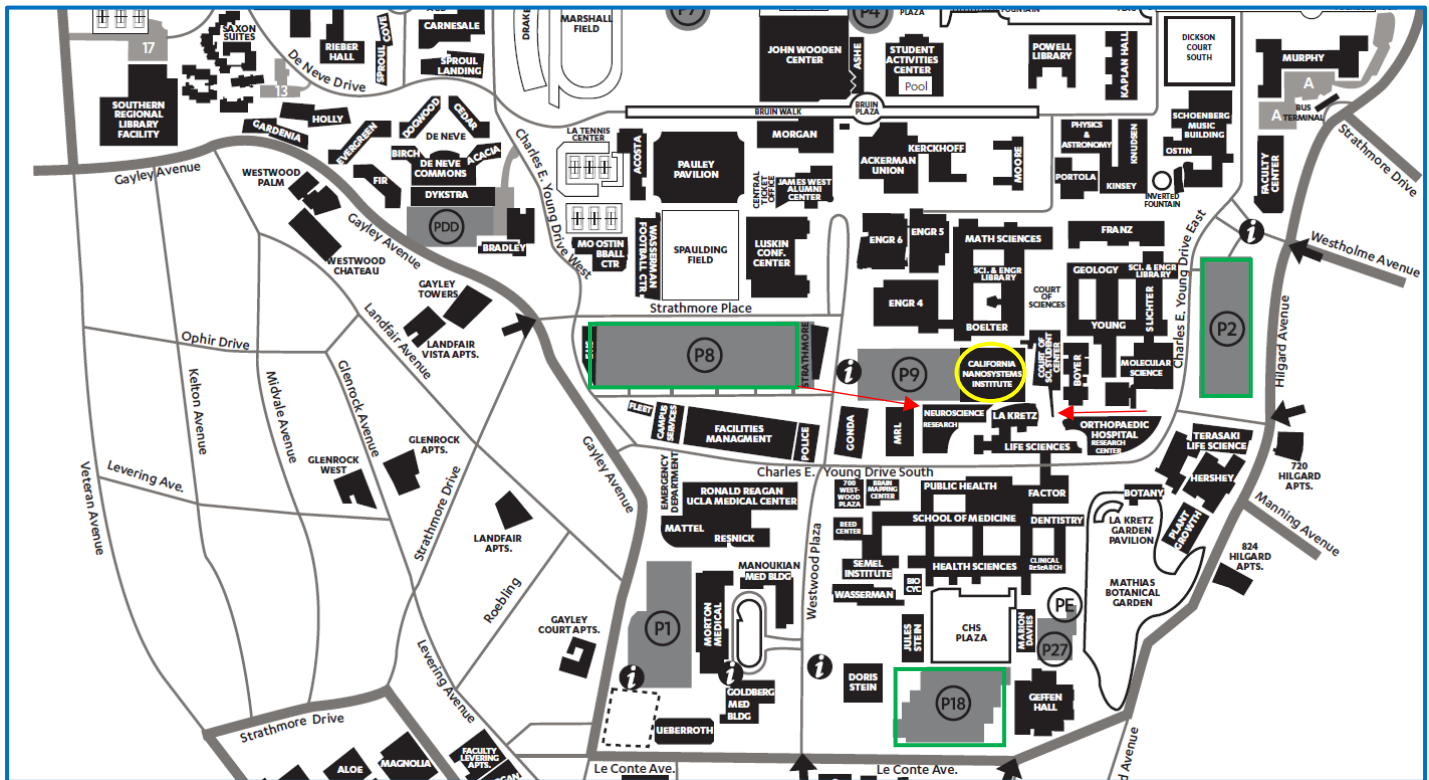 P7
P4
PLAZA
17
SAXON
SUITES
RIEBER
HALL
SPROUL COVE
CARNESALE
SPROUL
LANDING
DRAKE
MARSHALL
FIELD
JOHN WOODEN
CENTER
ASHE
STUDENT
ACTIVITIES
CENTER
Pool
POWELL
LIBRARY
KAPLAN HALL
DICKSON
COURT
SOUTH
MURPHY
A
A
BUS
TERMINAL
De Neve Drive
13
SOUTHERN
REGIONAL
LIBRARY
FACILITY
GARDENIA
HOLLY
EVERGREEN
DOGWOOD
CEDAR
DE NEVE
BIRCH
DE NEVE
COMMONS
ACACIA
FIR
DYKSTRA
PDD
BRADLEY
Charles E. Young Drive West
LA TENNIS
CENTER
ACOSTA
PAULEY
PAVILION
BRUIN WALK
BRUIN
PLAZA
MORGAN
CENTRAL
TICKET
OFFICE
JAMES WEST
ALUMNI
CENTER
ACKERMAN
UNION
KERCKHOFF
MOORE
PHYSICS
&
ASTRONOMY
KNUDSEN
PORTOLA
KINSEY
SCHOENBERG
MUSIC
BUILDING
OSTIN
INVERTED
FOUNTAIN
FACULTY
CENTER
Strathmore Drive
Gayley Avenue
WESTWOOD
PALM
WESTWOOD
CHATEAU
Gayley Avenue
GAYLEY
TOWERS
LANDFAIR
VISTA APTS.
MO OSTIN
BBALL
CTR
WASSERMAN
FOOTBALL CTR
SPAULDING
FIELD
LUSKIN
CONF.
CENTER
ENGR 6
ENGR 5
ENGR 4
MATH SCIENCES
SCI. & ENGR
LIBRARY
BOELTER
COURT
OF
SCIENCES
FRANZ
GEOLOGY
SCI. & ENGR
LIBRARY
SLICHTER
YOUNG
Charles E. Young Drive East
i
Westholme Avenue
P2
Hilgard Avenue
Strathmore Place
P8
STRATHMORE
i
P9
CALIFORNIA
NANOSYSTEMS
INSTITUTE
COURT OF
SCI. STUDENT
CENTER
BOYER
MOLECULAR
SCIENCE
Ophir Drive
Kelton Avenue
Midvale Avenue
Glenrock Avenue
Landfair Avenue
Veteran Avenue
Levering Ave.
GLENROCK
WEST
GLENROCK
APTS.
Strathmore Drive
LANDFAIR
APTS.
Gayley Avenue
FLEET
CAMPUS
SERVICES
FACILITIES
MANAGMENT
POLICE
GONDA
MRL
NEUROSCIENCE
RESEARCH
LA KRETZ
LIFE SCIENCES
ORTHOPAEDIC
HOSPITAL
RESEARCH
CENTER
TERASAKI
LIFE SCIENCE
HERSHEY
720
HILGARD
APTS.
Manning Avenue
Charles E. Young Drive South
EMERGENCY
DEPARTMENT
RONALD REAGAN
UCLA MEDICAL CENTER
MATTEL
RESNICK
700
WEST-
WOOD
PLAZA
BRAIN
MAPPING
CENTER
PUBLIC HEALTH
FACTOR
REED
CENTER
SCHOOL OF MEDICINE
DENTISTRY
SEMEL
INSTITUTE
HEALTH SCIENCES
CLINICAL
RESEARCH
WASSERMAN
BIO
CYC
BOTANY
LA KRETZ
GARDEN
PAVILION
PLANT
GROWTH
824
HILGARD
APTS.
MATHIAS
BOTANICAL
GARDEN
PE
P27
MARION
DAVIES
CHS
PLAZA
JULES
STEIN
Westwood Plaza
MANOUKIAN
MED BLDG
MORTON
MEDICAL
P1
i
i
i
GOLDBERG
MED
BLDG
UEBERROTH
DORIS
STEIN
P18
GEFFEN
HALL
Roebling
GAYLEY
COURT APTS.
Levering Avenue
Strathmore Drive
ALOE
MAGNOLIA
FACULTY
LEVERING APTS.
Le Conte Ave.
Le Conte Ave.